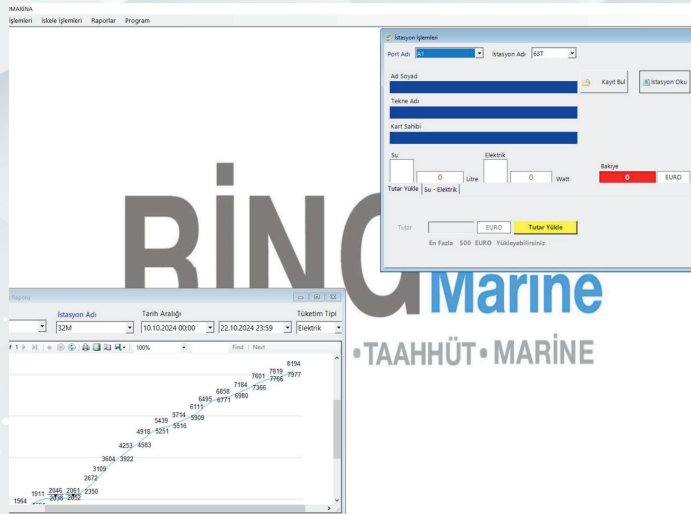 OMARİNA
İşlemleri İskele İşlemleri Raporlar Program
İstasyon İşlemleri
Port Adı A1 İstasyon Adı 63T
Ad Soyad
Kayıt Bul İstasyon Oku
Tekne Adı
Kart Sahibi
Su Elektrik
Bakiye
0 Litre 0 Watt 0 EURO
Tutar Yükle Su - Elektrik
Tutar EURO Tutar Yükle
En Fazla 500 EURO Yükleyebilirsiniz
BİNG
Marine
• TAAHHÜT • MARİNE
Raporu
İstasyon Adı Tarih Aralığı Tüketim Tipi
32M 10.10.2024 00:00 22.10.2024 23:59 Elektrik
1 100% Find | Next
8194
7819
7977
7601
7766
7184
7366
6858
6980
6495
6771
6111
5909
5714
5516
5439
5251
4918
4583
4253
3922
3604
3109
2672
2350
2061
2046
1911
1564